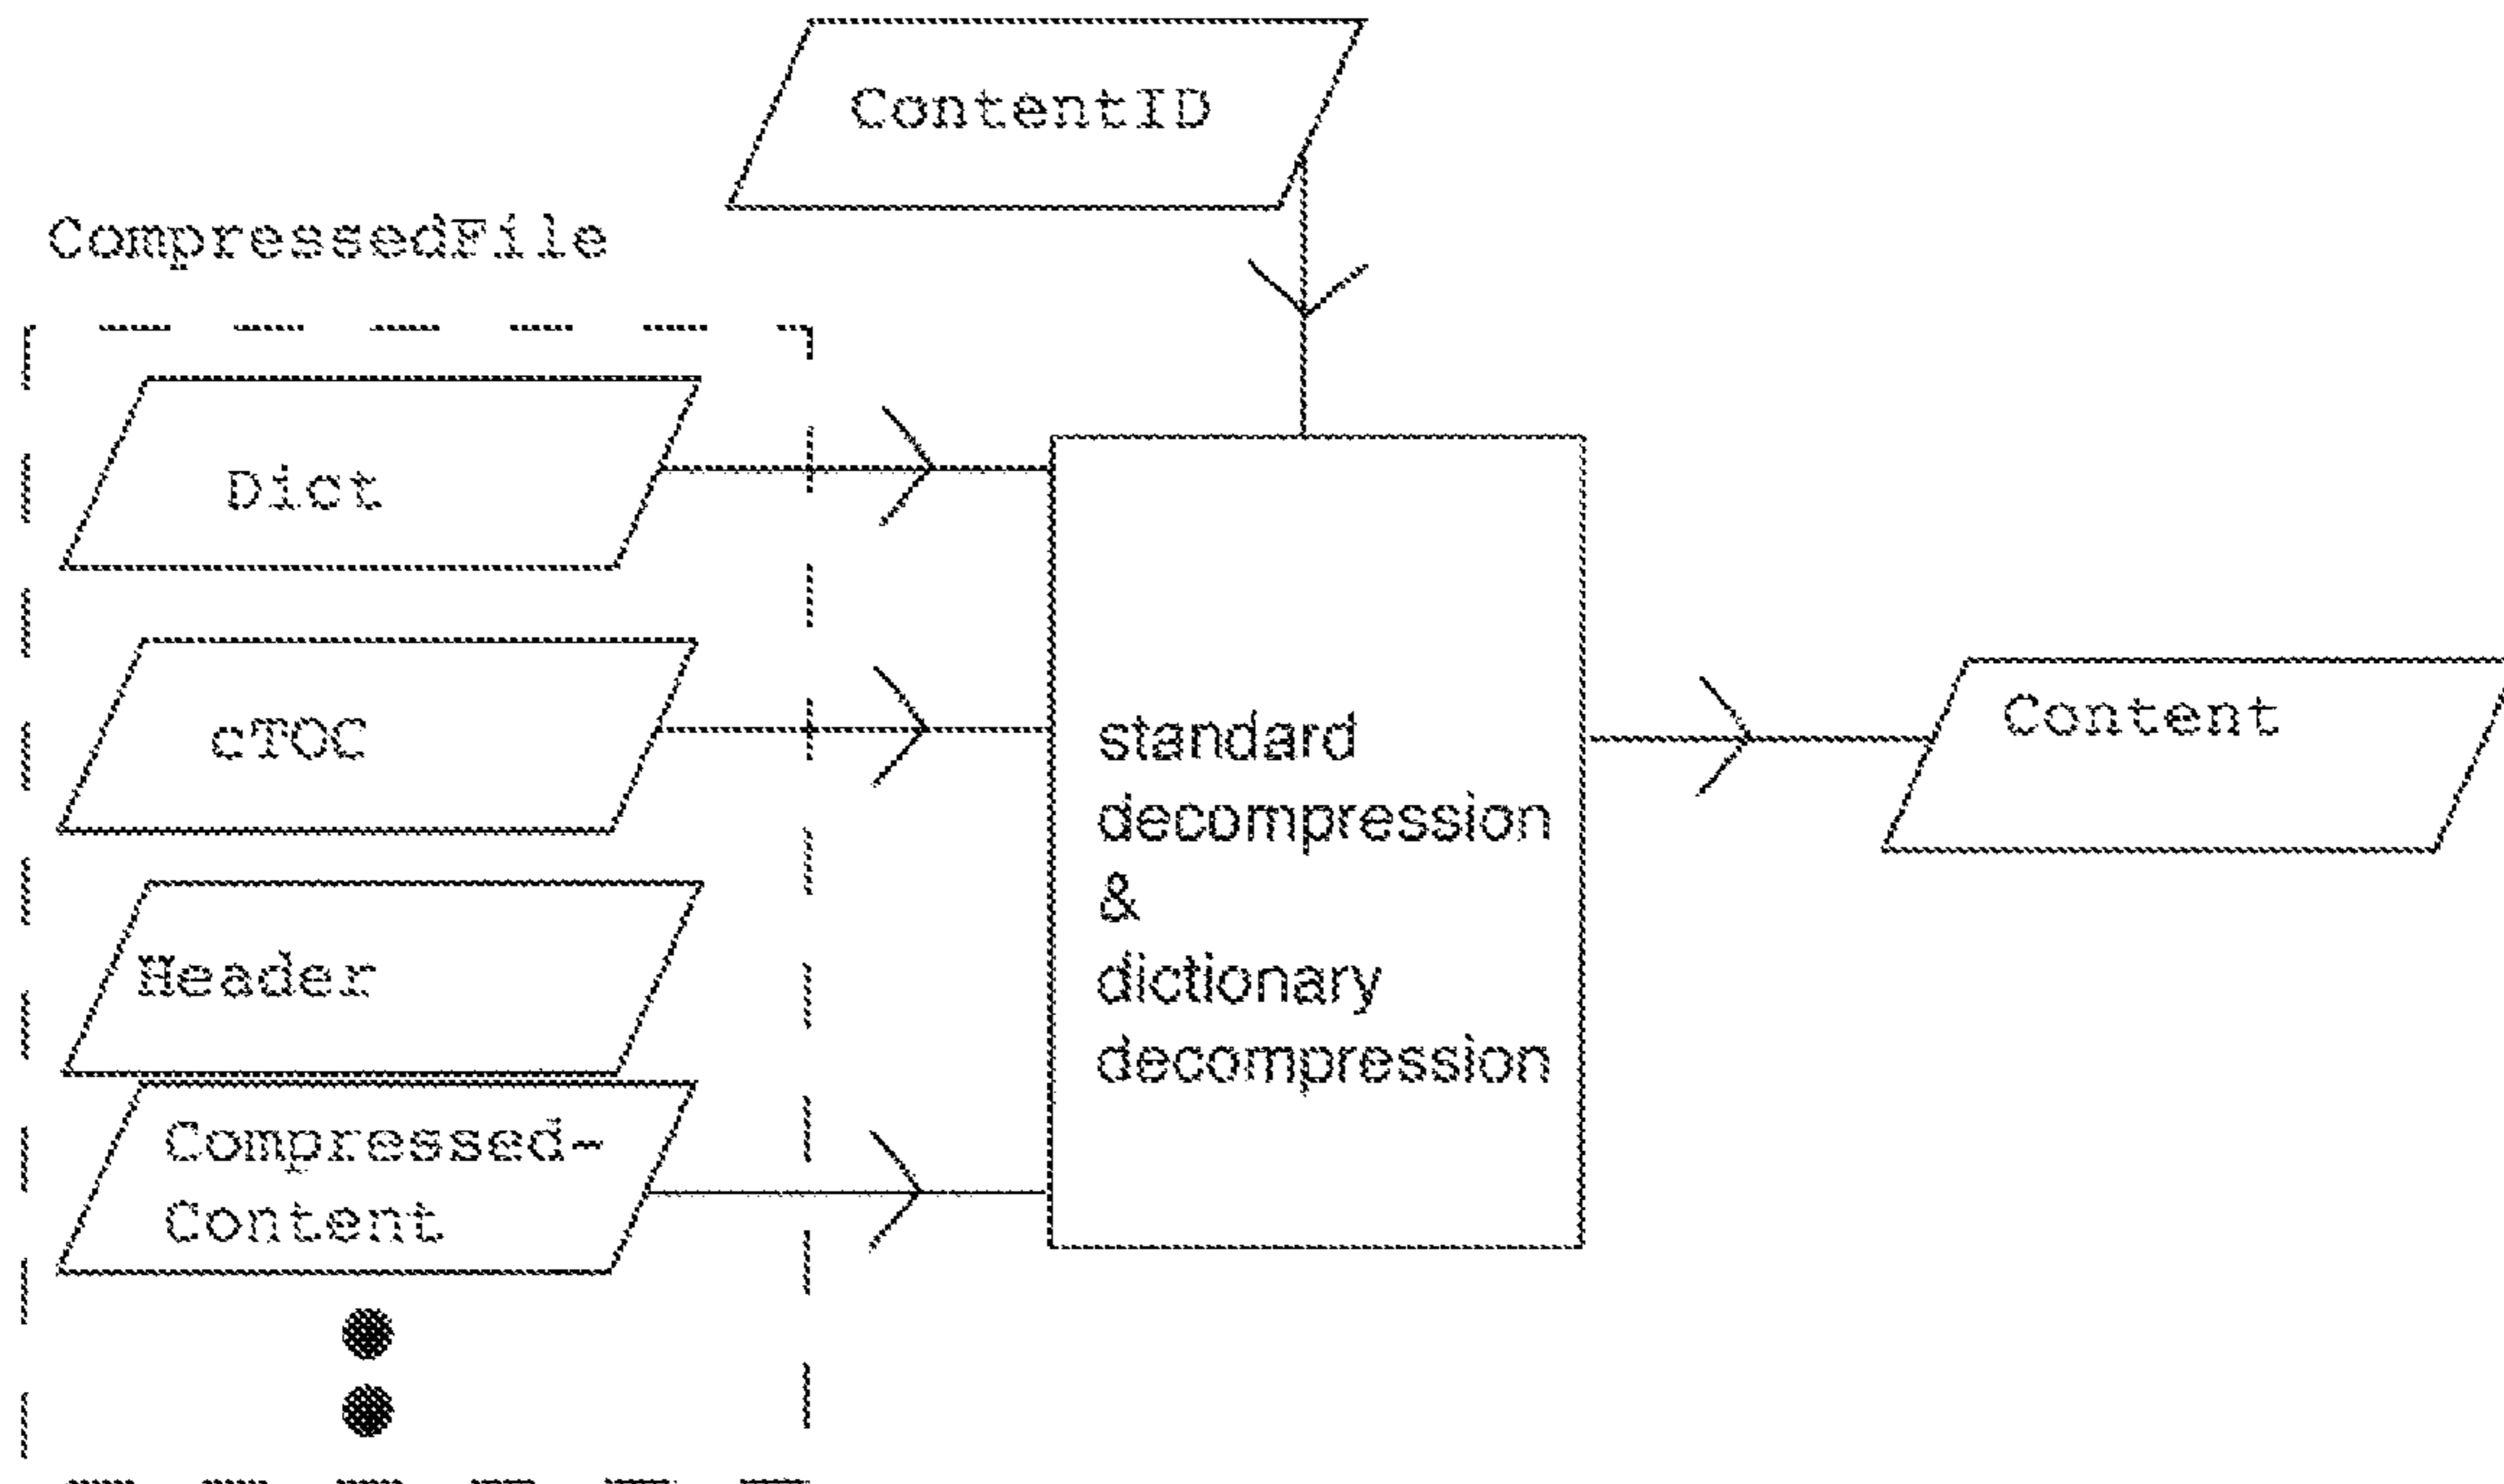 ContentID
CompressedFile
Dict
cTOC
Header
Compressed-
Content
standard
decompression
&
dictionary
decompression
Content